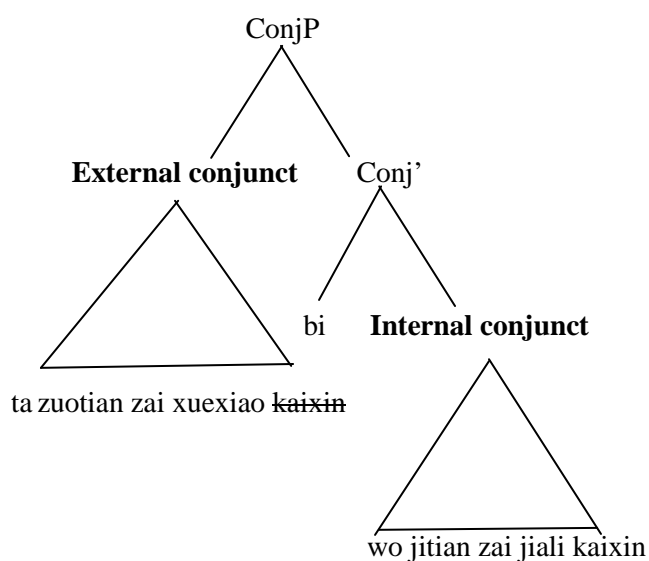 ConjP
External conjunct Conj’
bi Internal conjunct
ta zuotian zai xuexiao kaixin
wo jitian zai jiali kaixin